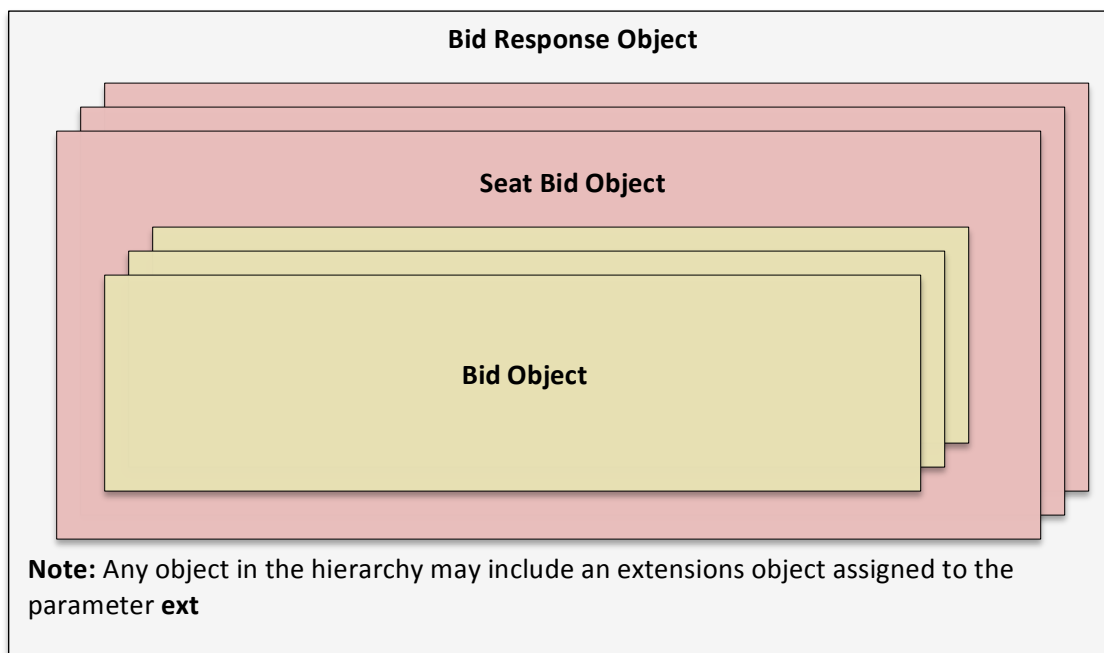 Bid Response Object
Seat Bid Object
Bid Object
Note: Any object in the hierarchy may include an extensions object assigned to the
parameter ext